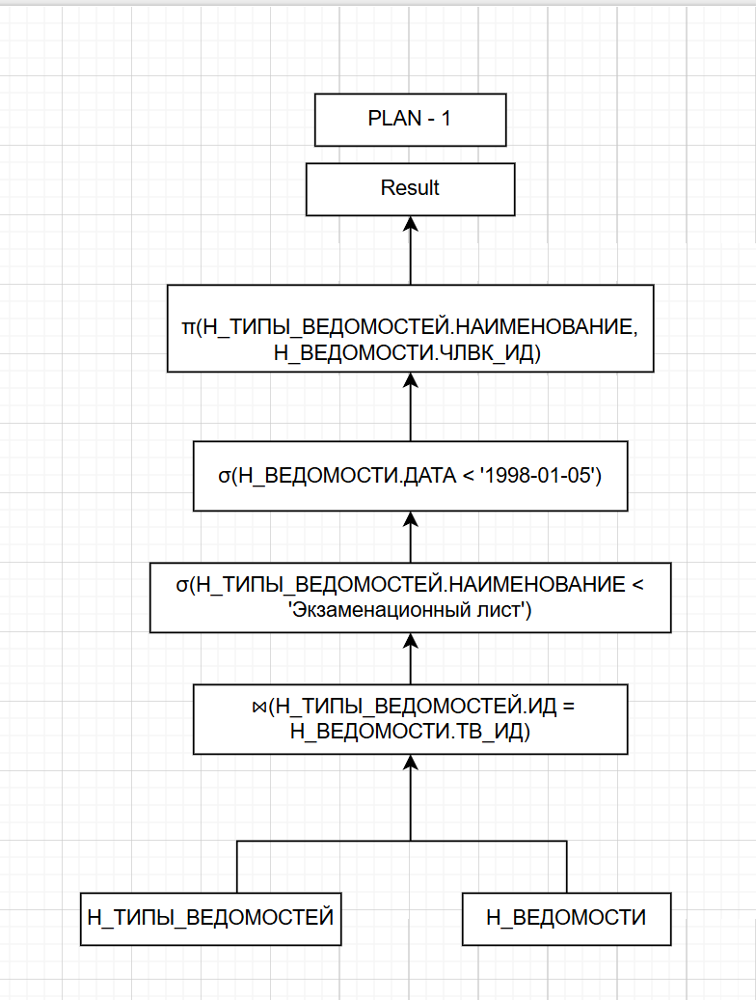 PLAN - 1
Result
π(Н_ТИПЫ_ВЕДОМОСТЕЙ.НАИМЕНОВАНИЕ,
Н_ВЕДОМОСТИ.ЧЛВК_ИД)
σ(Н_ВЕДОМОСТИ.ДАТА < '1998-01-05')
σ(Н_ТИПЫ_ВЕДОМОСТЕЙ.НАИМЕНОВАНИЕ <
'Экзаменационный лист')
⋈(Н_ТИПЫ_ВЕДОМОСТЕЙ.ИД =
Н_ВЕДОМОСТИ.ТВ_ИД)
Н_ТИПЫ_ВЕДОМОСТЕЙ
Н_ВЕДОМОСТИ